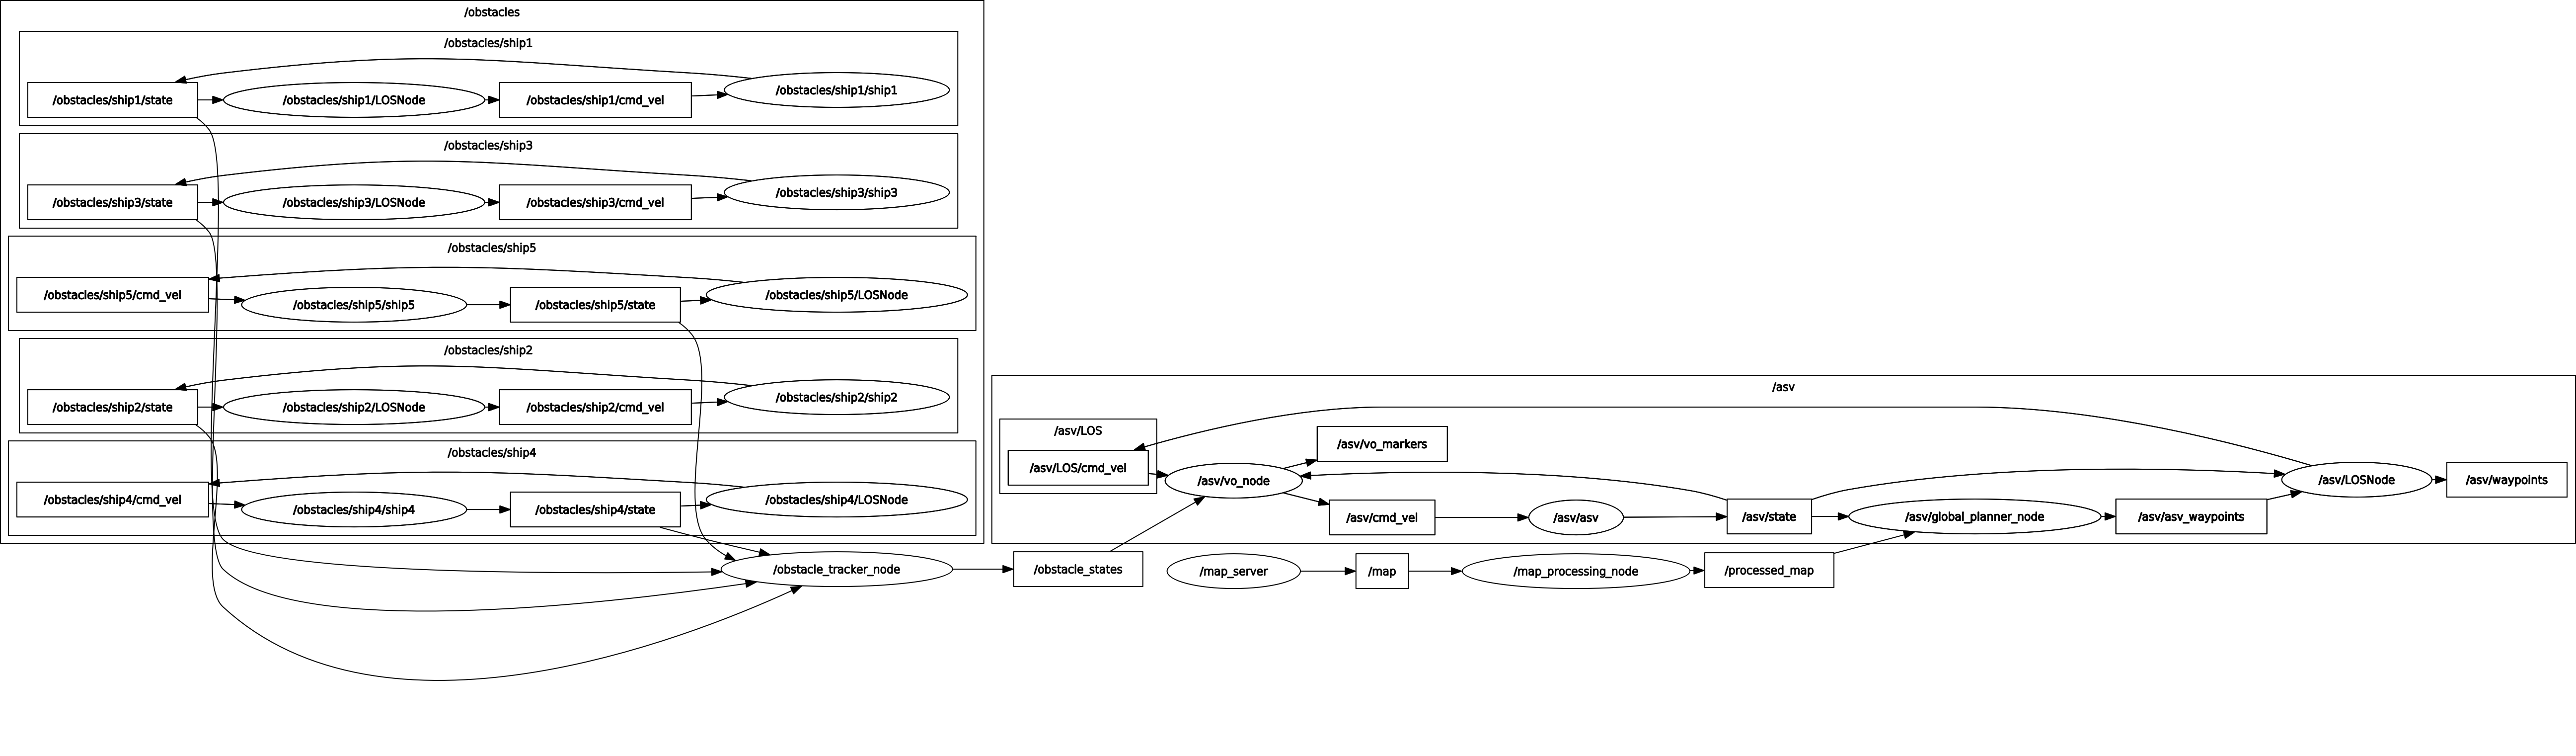 /obstacles
/obstacles/ship1
/obstacles/ship1/state
/obstacles/ship1/LOSNode
/obstacles/ship1/cmd_vel
/obstacles/ship1/ship1
/obstacles/ship3
/obstacles/ship3/state
/obstacles/ship3/LOSNode
/obstacles/ship3/cmd_vel
/obstacles/ship3/ship3
/obstacles/ship5
/obstacles/ship5/cmd_vel
/obstacles/ship5/ship5
/obstacles/ship5/state
/obstacles/ship5/LOSNode
/obstacles/ship2
/obstacles/ship2/state
/obstacles/ship2/LOSNode
/obstacles/ship2/cmd_vel
/obstacles/ship2/ship2
/obstacles/ship4
/obstacles/ship4/cmd_vel
/obstacles/ship4/ship4
/obstacles/ship4/state
/obstacles/ship4/LOSNode
/obstacle_tracker_node
/obstacle_states
/asv
/asv/LOS
/asv/LOS/cmd_vel
/asv/vo_node
/asv/vo_markers
/asv/cmd_vel
/asv/asv
/asv/state
/asv/global_planner_node
/asv/asv_waypoints
/asv/LOSNode
/asv/waypoints
/map_server
/map
/map_processing_node
/processed_map